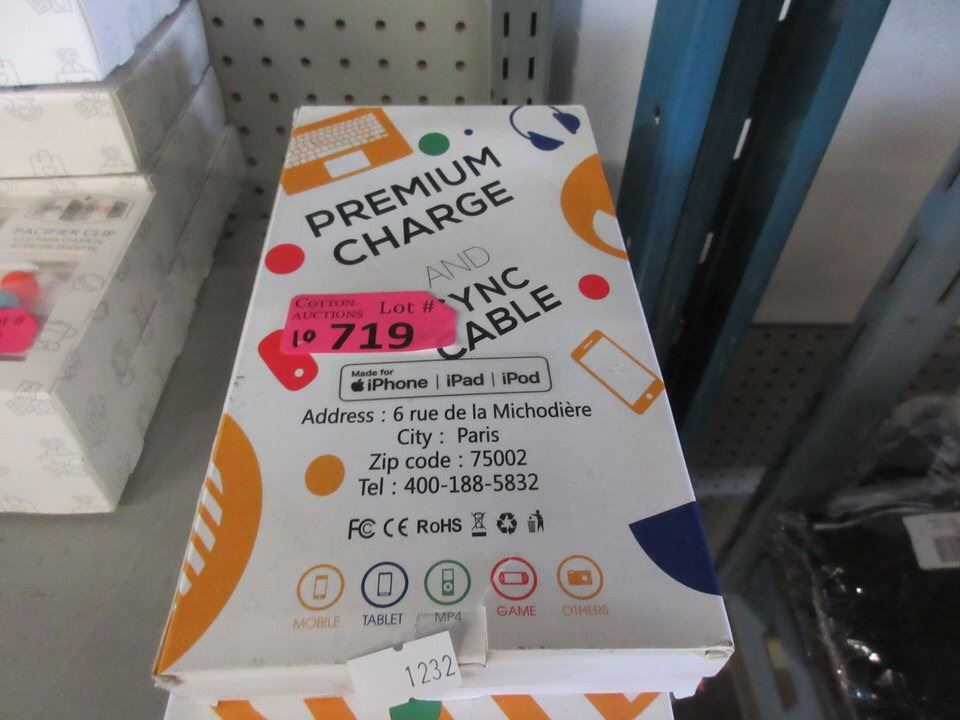 PREMIUM
CHARGE
AND
SYNC
CABLE
COTTON
AUCTIONS Lot #
10 719
Made for
iPhone | iPad | iPod
Address : 6 rue de la Michodière
City : Paris
Zip code : 75002
Tel : 400-188-5832
FC CE RoHS
MOBILE TABLET MP4 GAME OTHERS
1232
PACIFIER CLIP